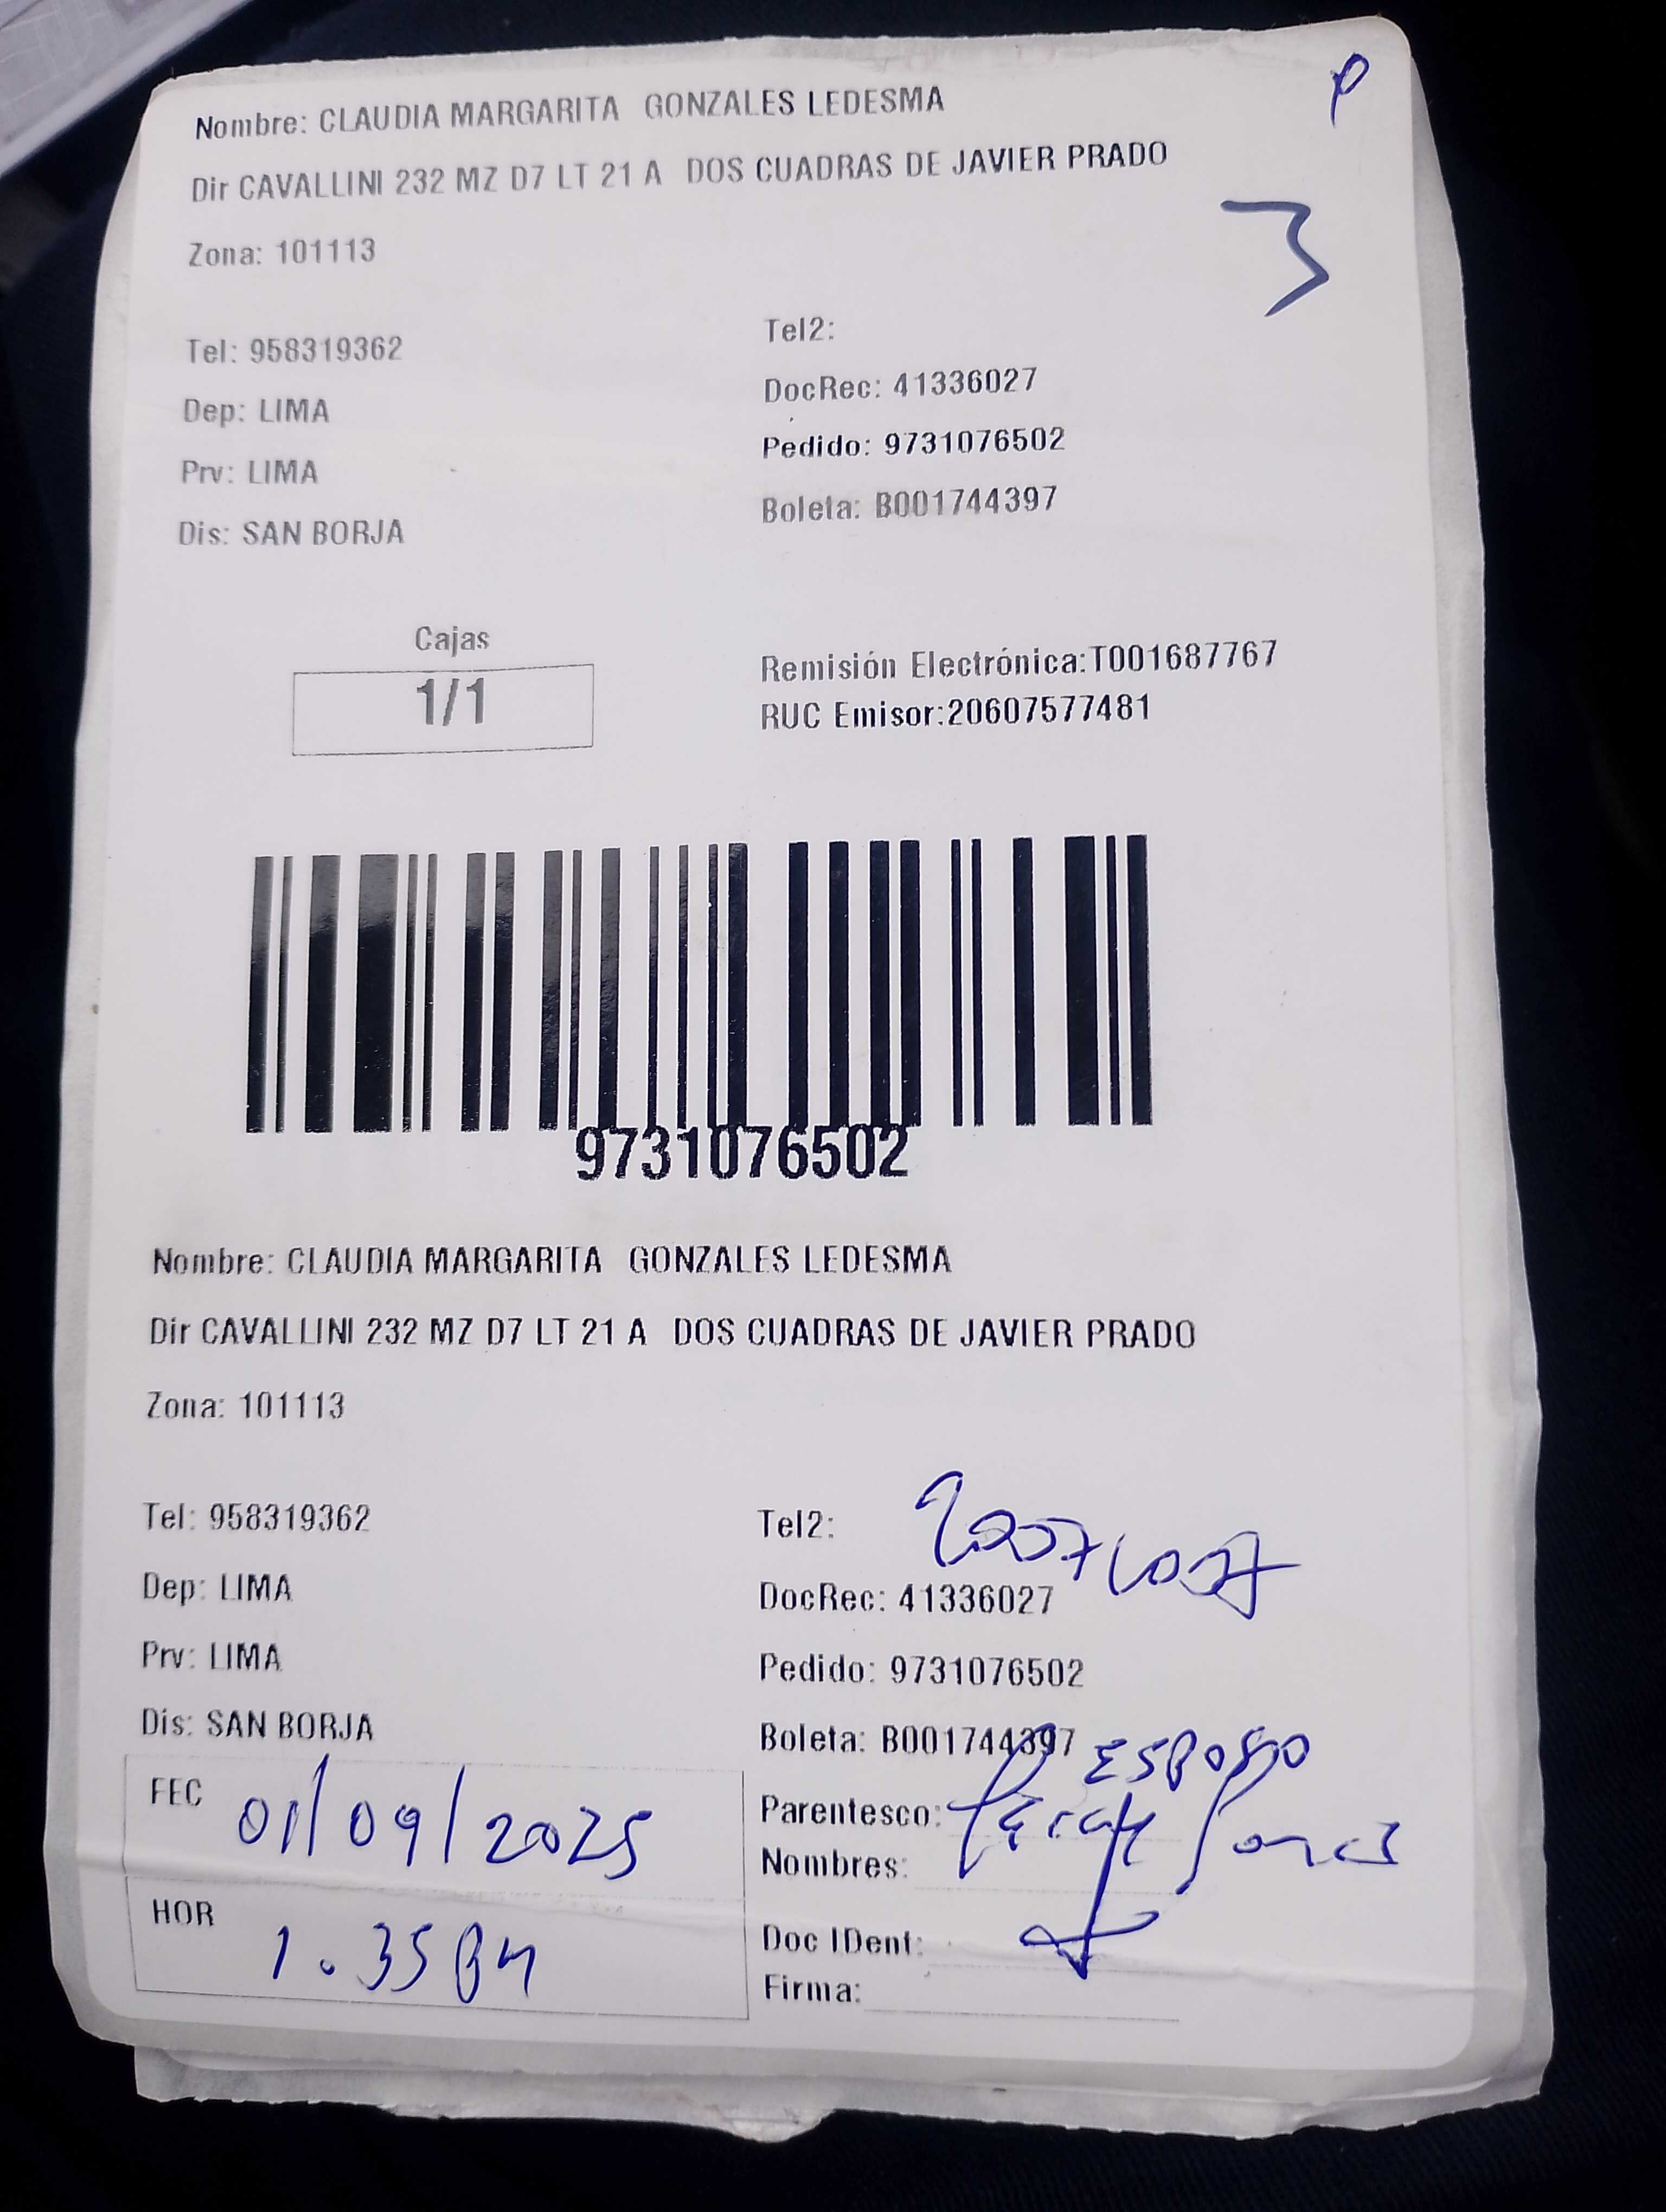 Nombre: CLAUDIA MARGARITA GONZALES LEDESMA
Dir CAVALLINI 232 MZ D7 LT 21 A DOS CUADRAS DE JAVIER PRADO
Zona: 101113
3
Tel: 958319362 Tel2:
Dep: LIMA DocRec: 41336027
Prv: LIMA Pedido: 9731076502
Dis: SAN BORJA Boleta: B001744397
Cajas
1/1
Remisión Electrónica:T001687767
RUC Emisor:20607577481
9731076502
Nombre: CLAUDIA MARGARITA GONZALES LEDESMA
Dir CAVALLINI 232 MZ D7 LT 21 A DOS CUADRAS DE JAVIER PRADO
Zona: 101113
Tel: 958319362 Tel2:
Dep: LIMA DocRec: 41336027
Prv: LIMA Pedido: 9731076502
Dis: SAN BORJA Boleta: B001744397
ESPOSO
FEC 01/09/2025 Parentesco:
Nombres:
HOR 1.35 PM Doc IDent:
Firma: